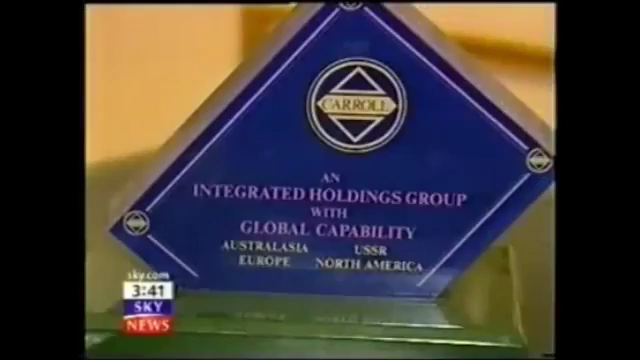 CARROLL
AN
INTEGRATED HOLDINGS GROUP
WITH
GLOBAL CAPABILITY
AUSTRALASIA USSR
EUROPE NORTH AMERICA
sky.com
3:41
SKY
NEWS